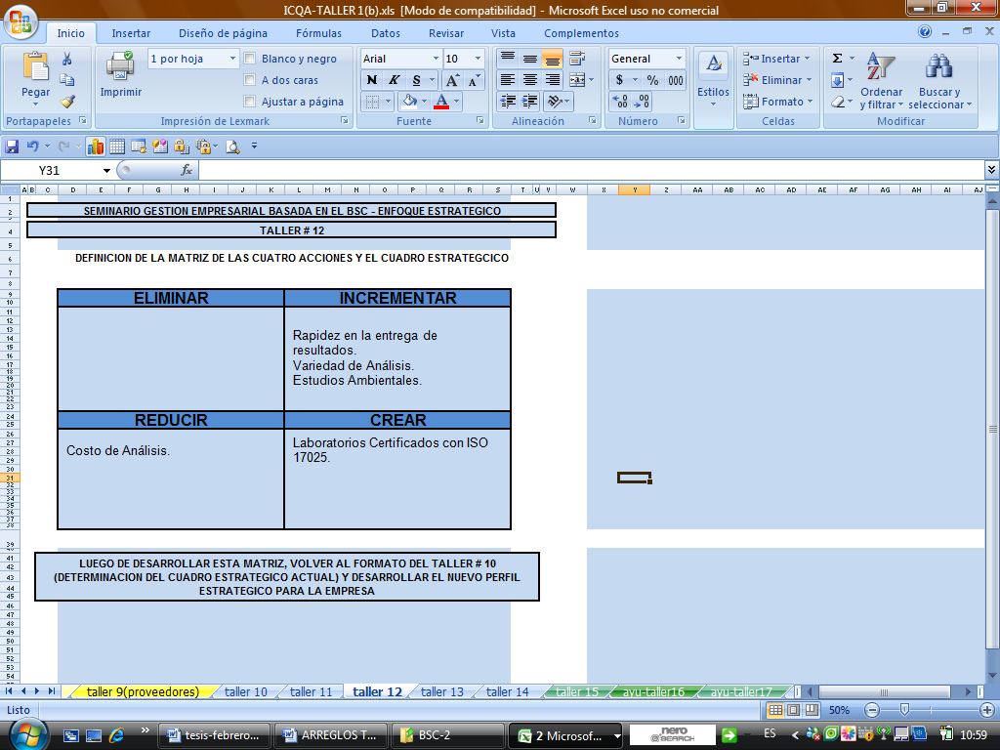 ICQA-TALLER 1(b).xls [Modo de compatibilidad] - Microsoft Excel uso no comercial
Inicio Insertar Diseño de página Fórmulas Datos Revisar Vista Complementos
Pegar
Portapapeles
Imprimir
1 por hoja
Blanco y negro
A dos caras
Ajustar a página
Impresión de Lexmark
Arial 10
N K S A A
A
Fuente
Alineación
General
$ % 000
Número
Estilos
Insertar
Eliminar
Formato
Celdas
Σ
Ordenar y filtrar
Buscar y seleccionar
Modificar
Y31 fx
A B C D E F G H I J K L M N O P Q R S T U V W X Y Z AA AB AC AD AE AF AG AH AI AJ
SEMINARIO GESTION EMPRESARIAL BASADA EN EL BSC - ENFOQUE ESTRATEGICO
TALLER # 12
DEFINICION DE LA MATRIZ DE LAS CUATRO ACCIONES Y EL CUADRO ESTRATEGCICO
ELIMINAR INCREMENTAR
Rapidez en la entrega de
resultados.
Variedad de Análisis.
Estudios Ambientales.
REDUCIR CREAR
Costo de Análisis.
Laboratorios Certificados con ISO
17025.
LUEGO DE DESARROLLAR ESTA MATRIZ, VOLVER AL FORMATO DEL TALLER # 10
(DETERMINACION DEL CUADRO ESTRATEGICO ACTUAL) Y DESARROLLAR EL NUEVO PERFIL
ESTRATEGICO PARA LA EMPRESA
taller 9(proveedores) taller 10 taller 11 taller 12 taller 13 taller 14 taller 15 ayu-taller16 ayu-taller17
Listo 50%
tesis-febrero... ARREGLOS T... BSC-2 2 Microsof... nero SEARCH ES 10:59